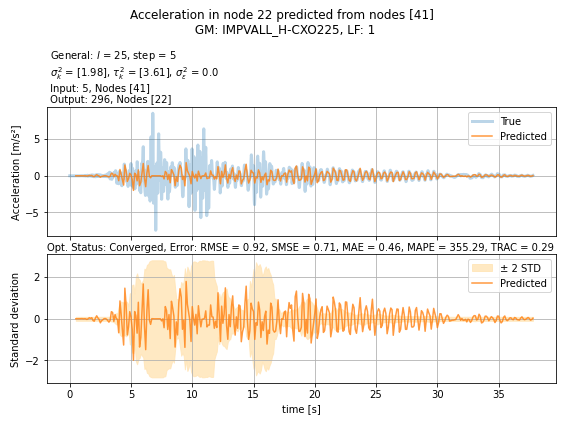 Acceleration in node 22 predicted from nodes [41]
GM: IMPVALL_H-CXO225, LF: 1
General: l = 25, step = 5
σ²ₖ = [1.98], τ²ₖ = [3.61], σ²ε = 0.0
Input: 5, Nodes [41]
Output: 296, Nodes [22]
Acceleration [m/s²]
5
0
−5
True
Predicted
Opt. Status: Converged, Error: RMSE = 0.92, SMSE = 0.71, MAE = 0.46, MAPE = 355.29, TRAC = 0.29
Standard deviation
2
0
−2
± 2 STD
Predicted
0 5 10 15 20 25 30 35
time [s]